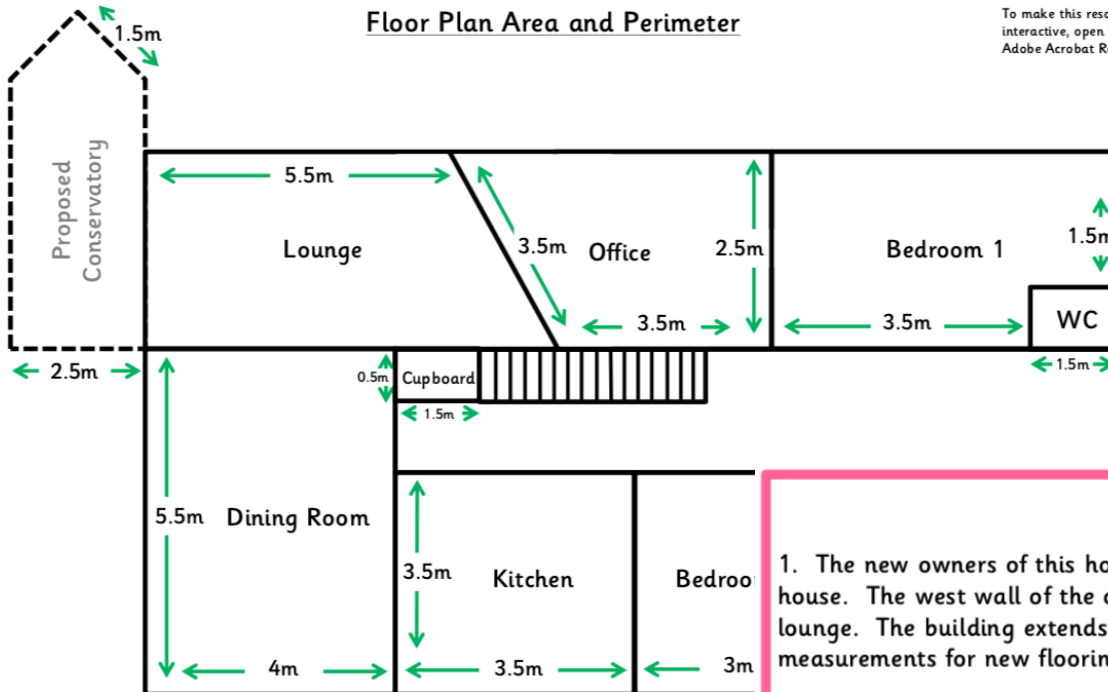 Floor Plan Area and Perimeter
To make this
interactive, open
Adobe Acrobat
1.5m
Proposed
Conservatory
2.5m
5.5m
Lounge
3.5m
Office
2.5m
3.5m
Bedroom 1
1.5m
3.5m
WC
1.5m
0.5m
Cupboard
1.5m
5.5m
Dining Room
4m
3.5m
Kitchen
3.5m
3m
1. The new owners of this
house. The west wall of the
lounge. The building extends
measurements for new